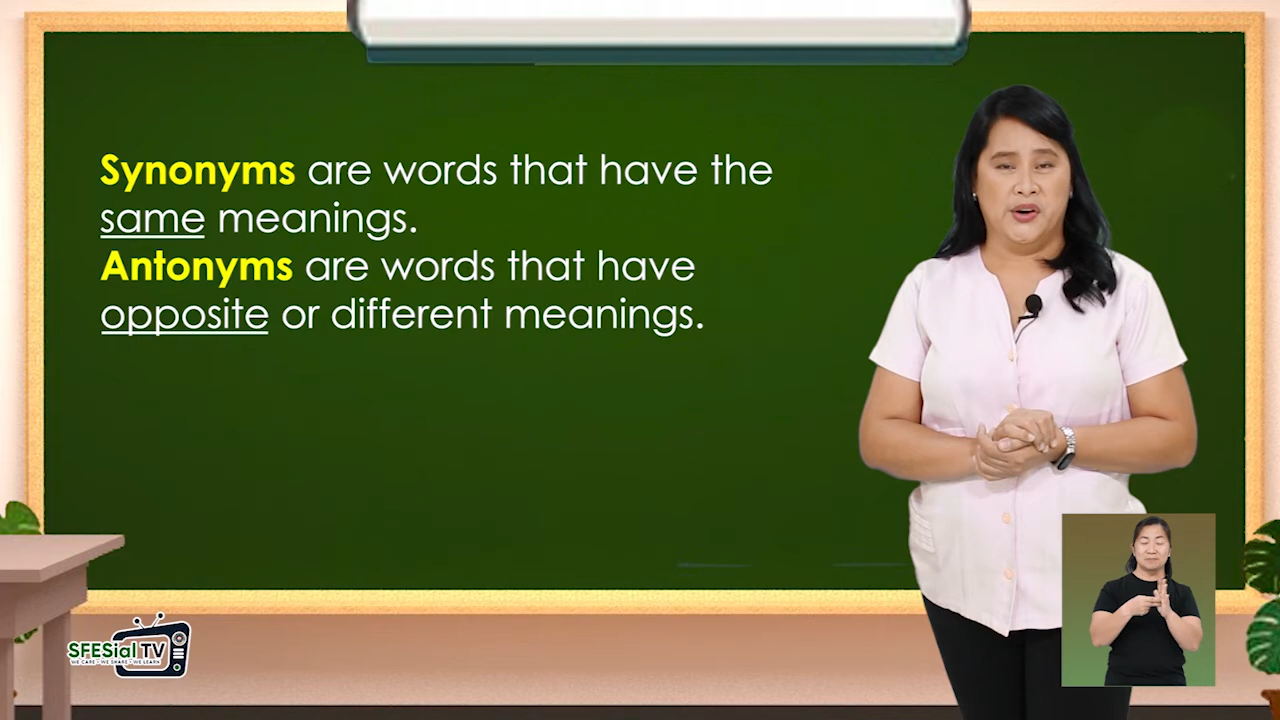 Synonyms are words that have the
same meanings.
Antonyms are words that have
opposite or different meanings.
SFESial TV
WE CARE • WE SHARE • WE LEARN